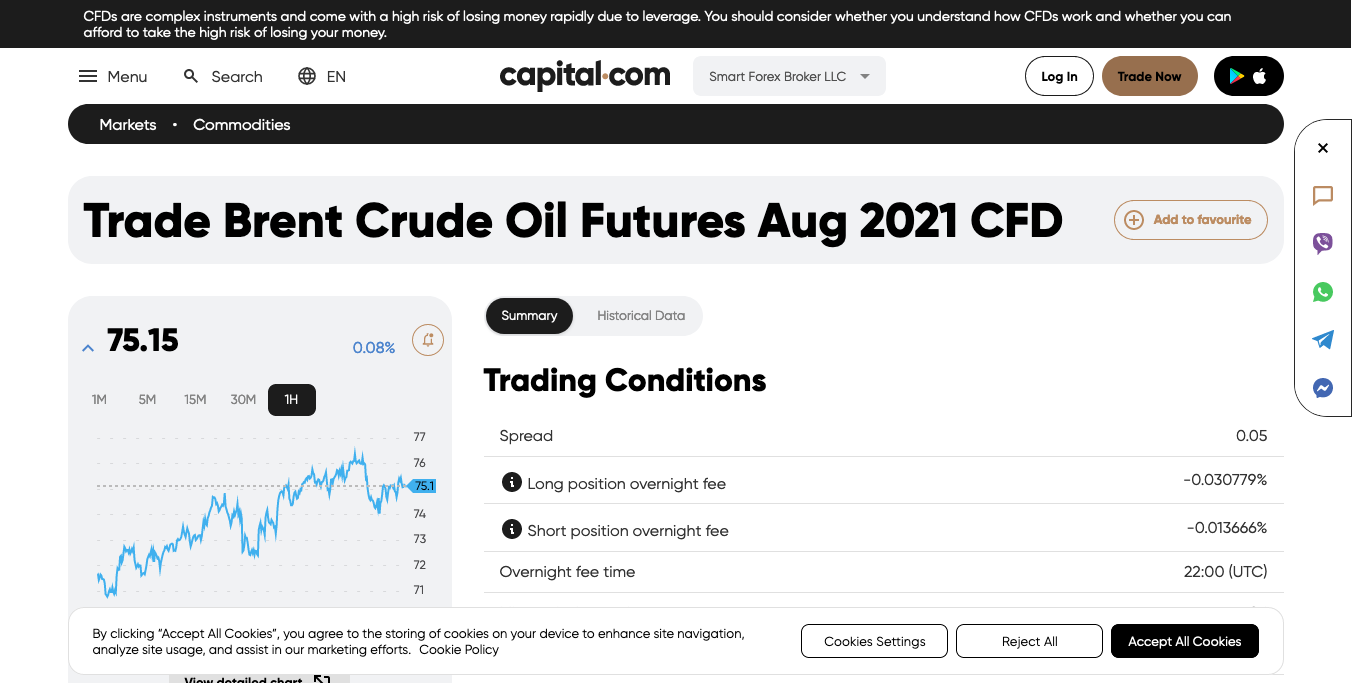 CFDs are complex instruments and come with a high risk of losing money rapidly due to leverage. You should consider whether you understand how CFDs work and whether you can
afford to take the high risk of losing your money.
Menu Search EN capital.com Smart Forex Broker LLC Log In Trade Now
Markets • Commodities
Trade Brent Crude Oil Futures Aug 2021 CFD Add to favourite
75.15 0.08%
1M 5M 15M 30M 1H
77
76
75.1
74
73
72
71
Summary Historical Data
Trading Conditions
Spread 0.05
Long position overnight fee -0.030779%
Short position overnight fee -0.013666%
Overnight fee time 22:00 (UTC)
By clicking “Accept All Cookies”, you agree to the storing of cookies on your device to enhance site navigation,
analyze site usage, and assist in our marketing efforts. Cookie Policy
Cookies Settings Reject All Accept All Cookies
View detailed chart